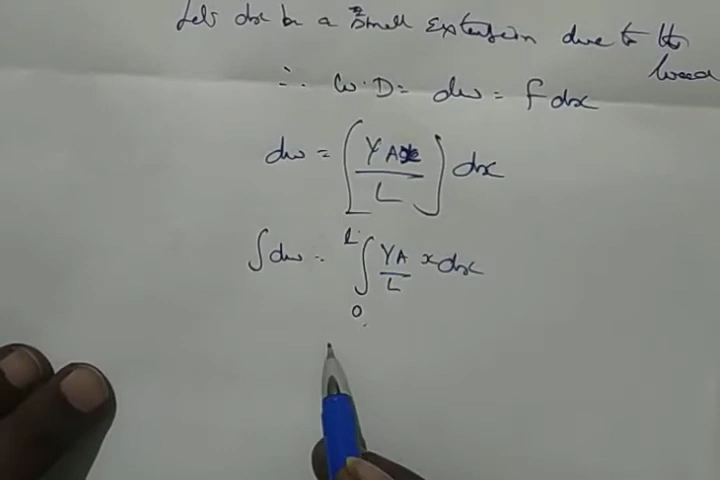 Let dx be a small extension due to the load
∴ W.D = dw = F dx
dw = [YAx/L] dx
∫dw = ∫₀ᴸ YA/L x dx